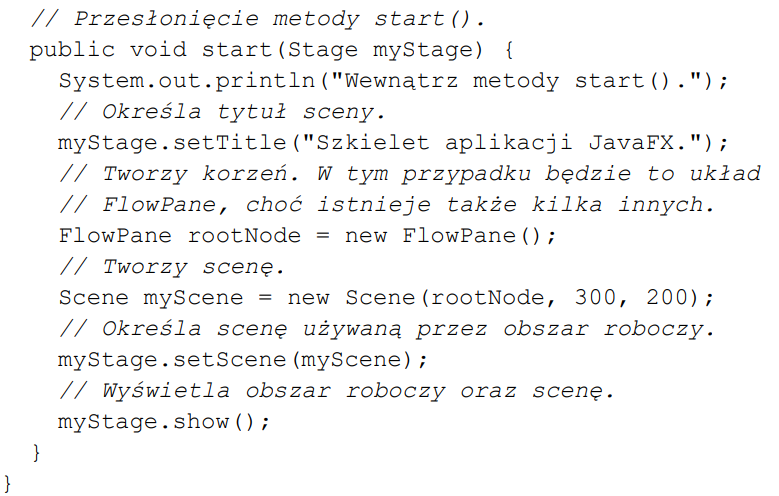 // Przesłonięcie metody start().
public void start(Stage myStage) {
System.out.println("Wewnątrz metody start().");
// Określa tytuł sceny.
myStage.setTitle("Szkielet aplikacji JavaFX.");
// Tworzy korzeń. W tym przypadku będzie to układ
// FlowPane, choć istnieje także kilka innych.
FlowPane rootNode = new FlowPane();
// Tworzy scenę.
Scene myScene = new Scene(rootNode, 300, 200);
// Określa scenę używaną przez obszar roboczy.
myStage.setScene(myScene);
// Wyświetla obszar roboczy oraz scenę.
myStage.show();
}
}